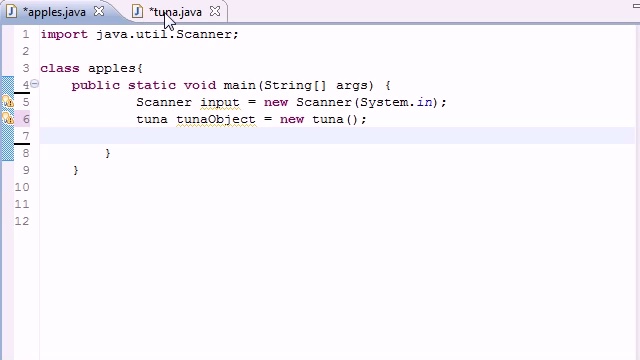 *apples.java *tuna.java
1 import java.util.Scanner;
2
3 class apples{
4 public static void main(String[] args) {
5 Scanner input = new Scanner(System.in);
6 tuna tunaObject = new tuna();
7
8 }
9 }
10
11
12